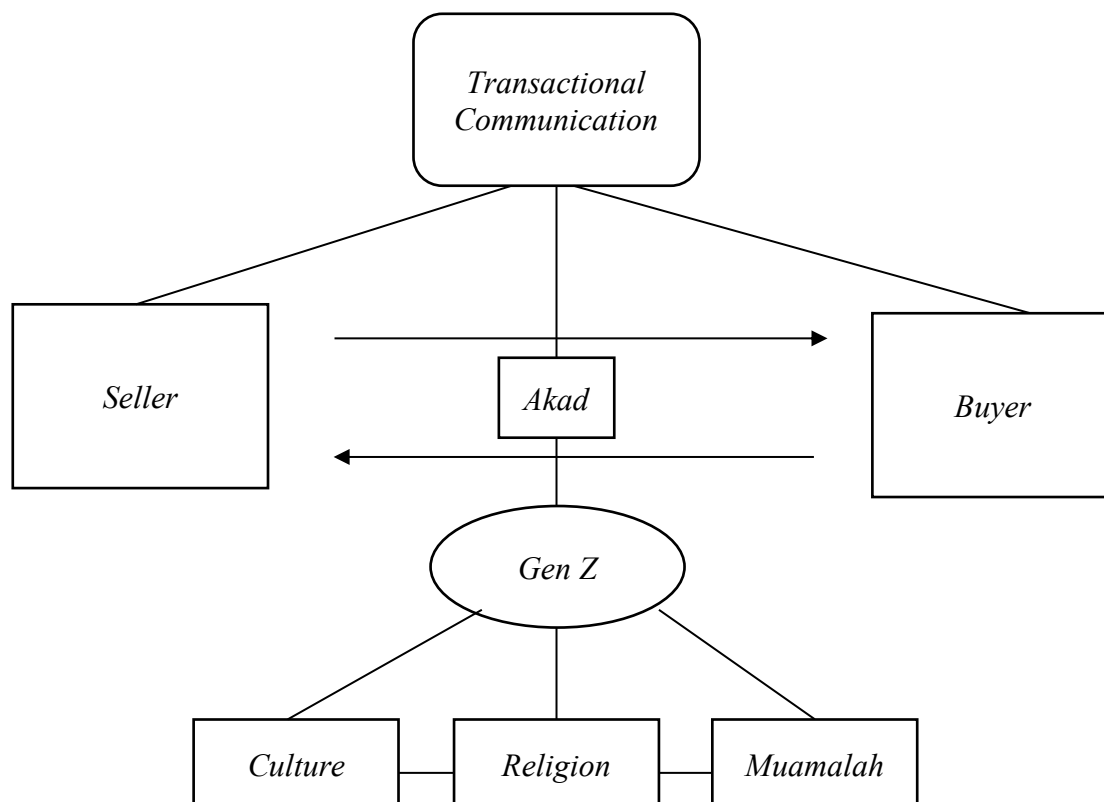 Transactional
Communication
Seller
Akad
Buyer
Gen Z
Culture
Religion
Muamalah